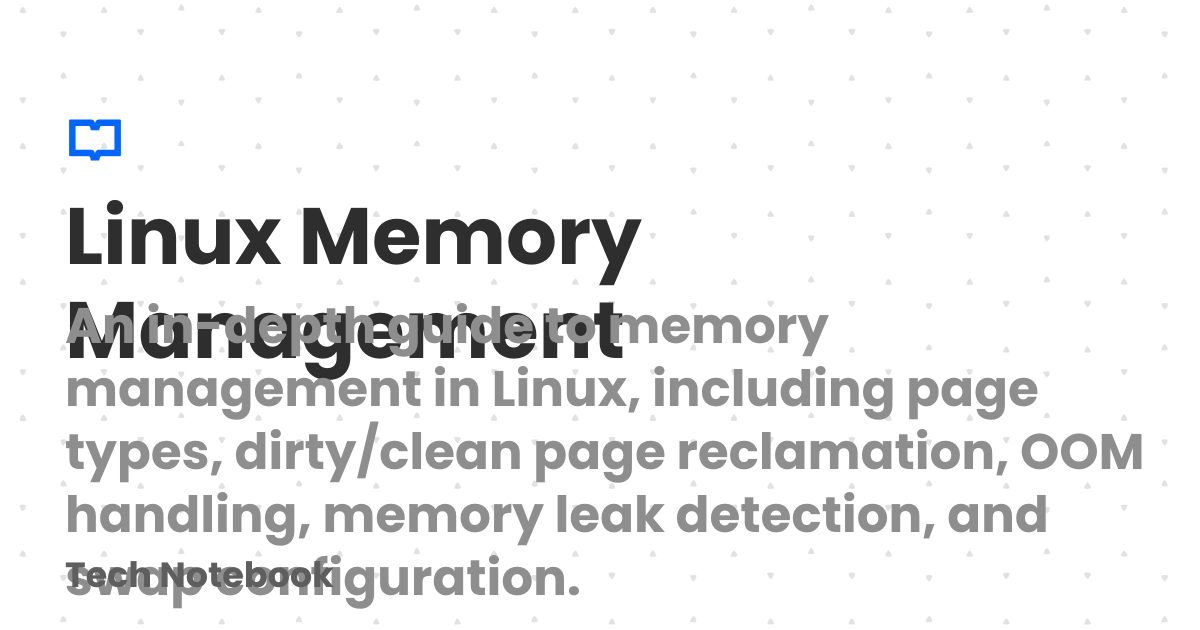 Linux Memory
Management
An in-depth guide to memory
management in Linux, including page
types, dirty/clean page reclamation, OOM
handling, memory leak detection, and
swap configuration.
Tech Notebook